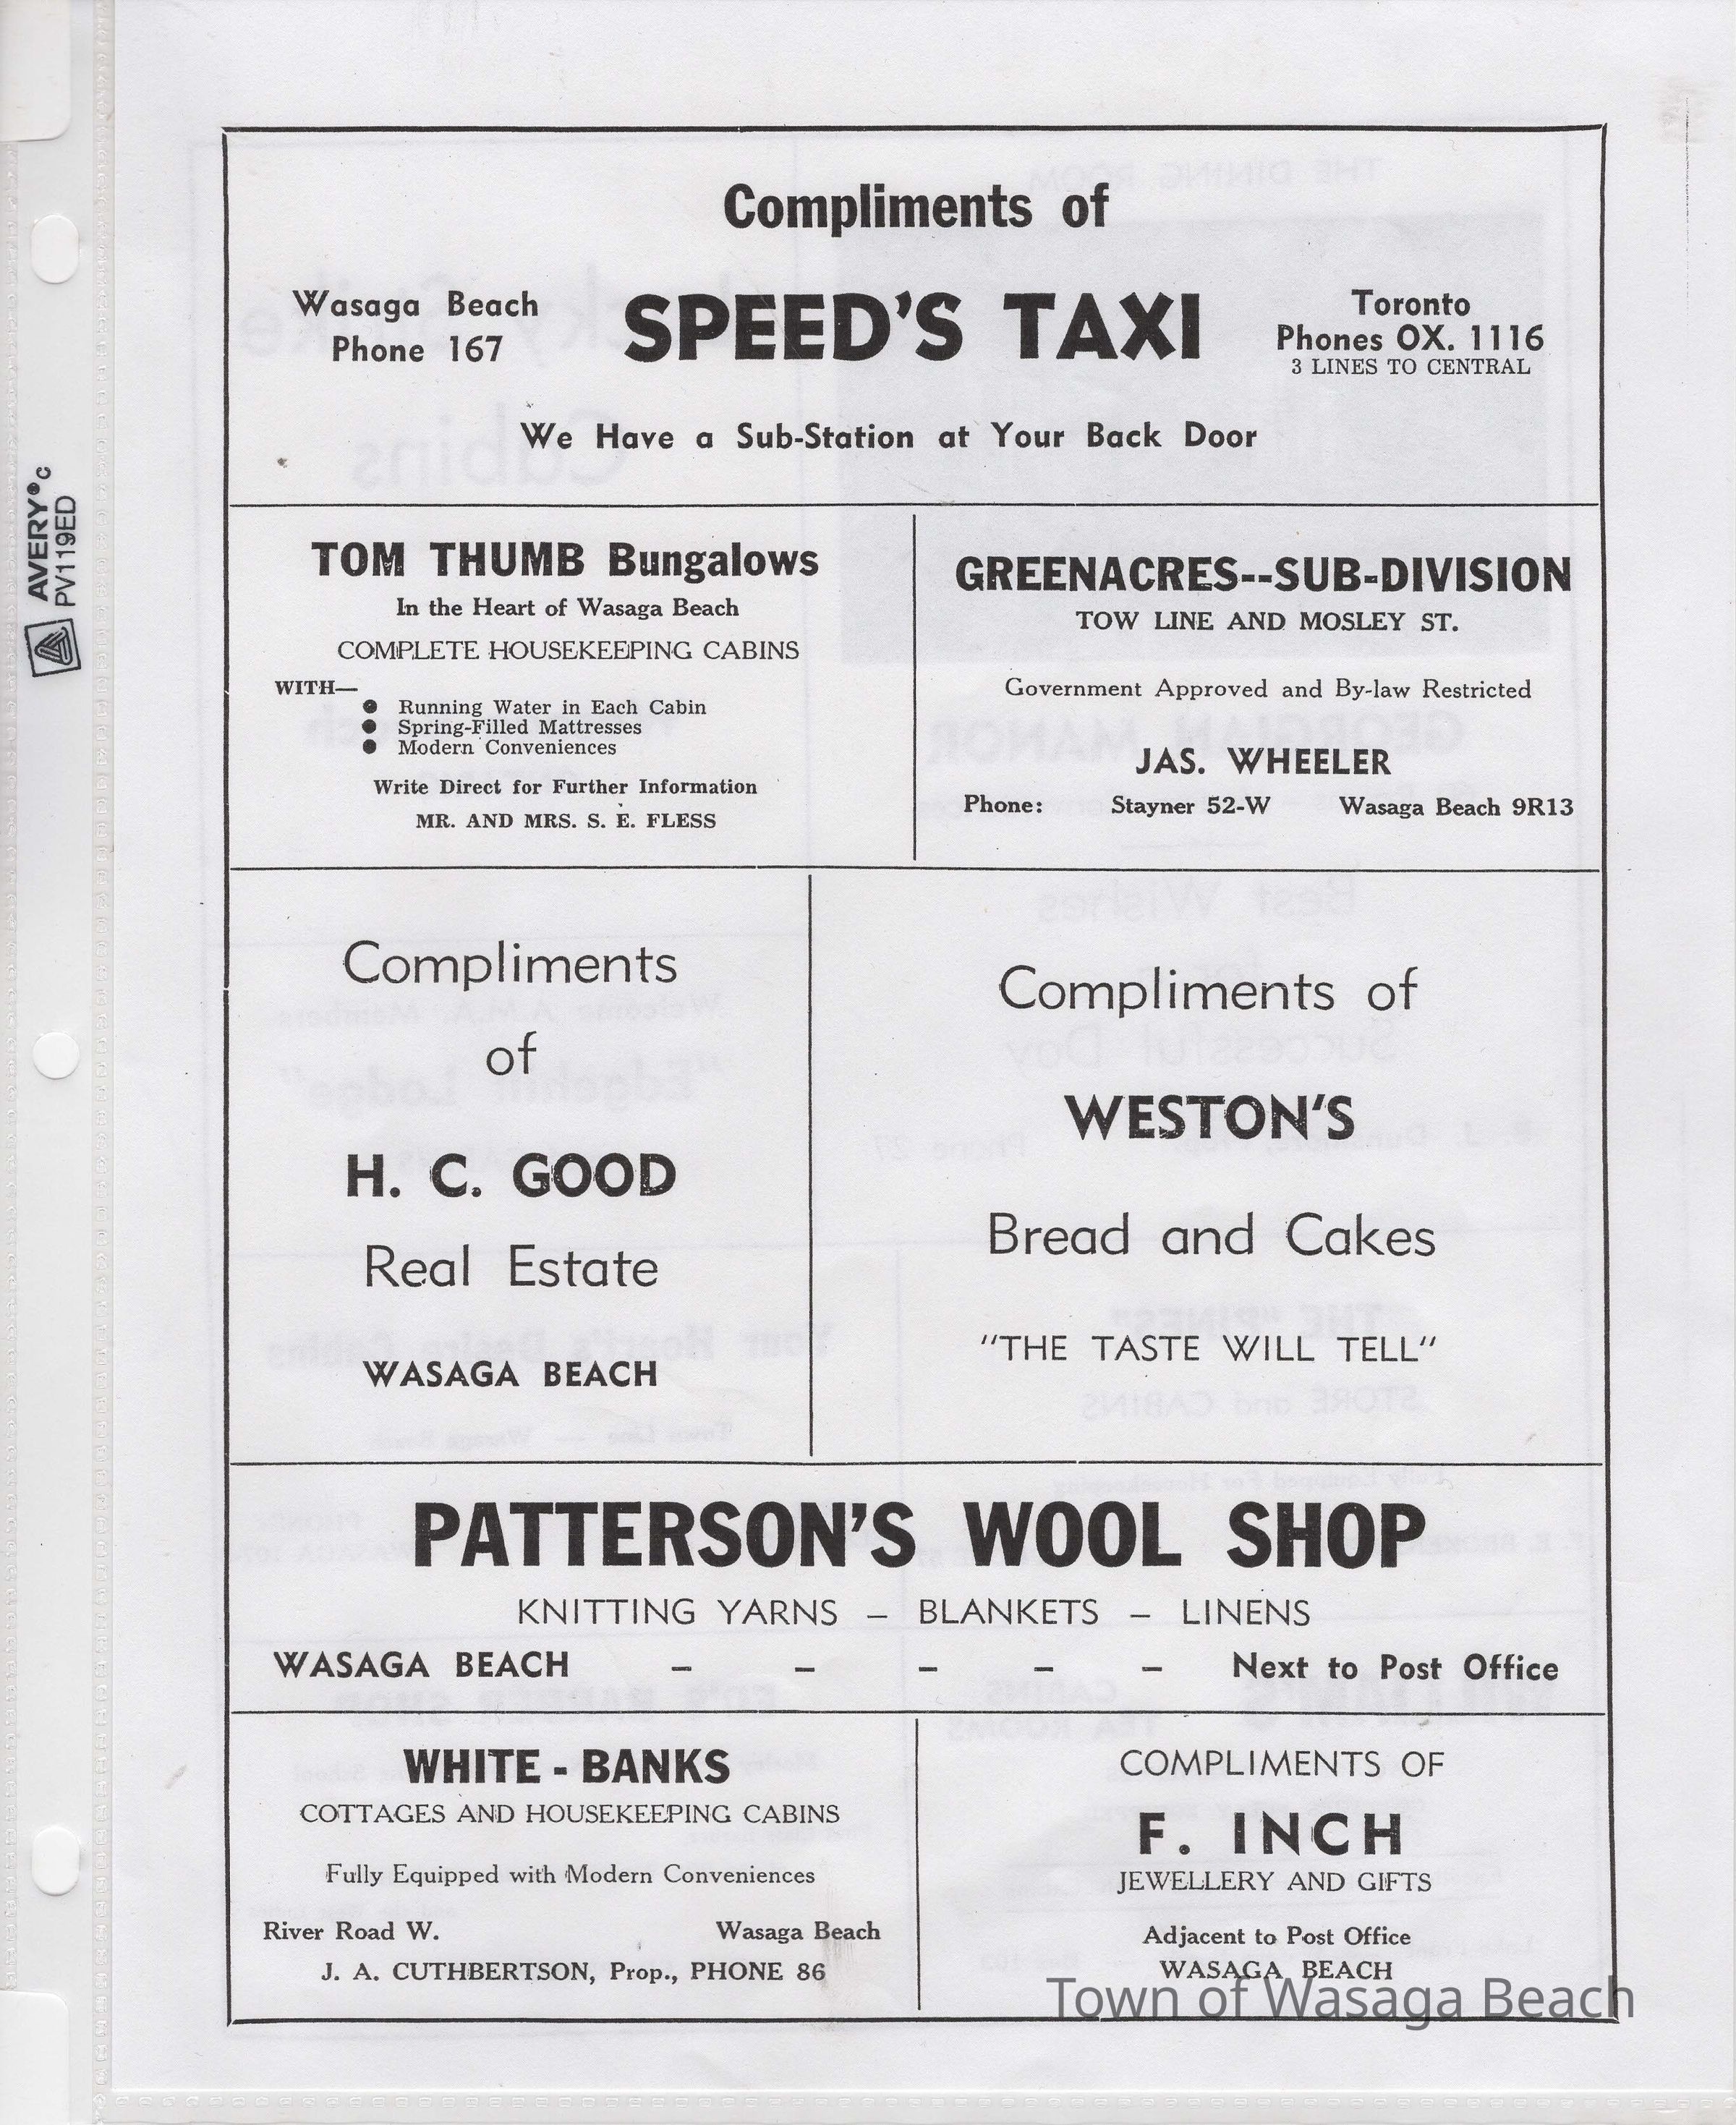 Compliments of
Wasaga Beach
Phone 167
SPEED'S TAXI
Toronto
Phones OX. 1116
3 LINES TO CENTRAL
We Have a Sub-Station at Your Back Door
AVERY® c
PV119ED
TOM THUMB Bungalows
In the Heart of Wasaga Beach
COMPLETE HOUSEKEEPING CABINS
WITH—
● Running Water in Each Cabin
● Spring-Filled Mattresses
● Modern Conveniences
Write Direct for Further Information
MR. AND MRS. S. E. FLESS
GREENACRES--SUB-DIVISION
TOW LINE AND MOSLEY ST.
Government Approved and By-law Restricted
JAS. WHEELER
Phone: Stayner 52-W Wasaga Beach 9R13
Compliments
of
H. C. GOOD
Real Estate
WASAGA BEACH
Compliments of
WESTON'S
Bread and Cakes
"THE TASTE WILL TELL"
PATTERSON'S WOOL SHOP
KNITTING YARNS – BLANKETS – LINENS
WASAGA BEACH – – – – – Next to Post Office
WHITE - BANKS
COTTAGES AND HOUSEKEEPING CABINS
Fully Equipped with Modern Conveniences
River Road W. Wasaga Beach
J. A. CUTHBERTSON, Prop., PHONE 86
COMPLIMENTS OF
F. INCH
JEWELLERY AND GIFTS
Adjacent to Post Office
WASAGA BEACH
Town of Wasaga Beach